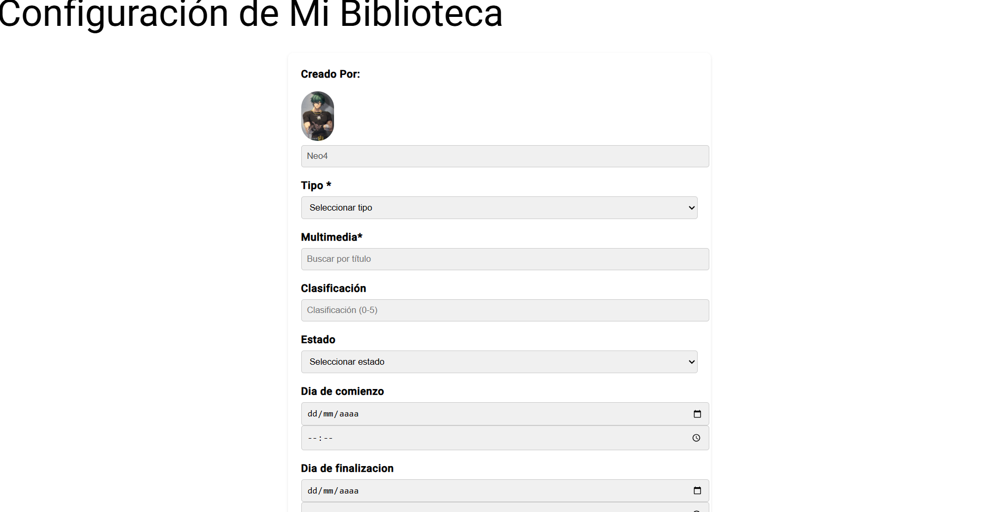 Configuración de Mi Biblioteca
Creado Por:
Neo4
Tipo *
Seleccionar tipo
Multimedia*
Buscar por título
Clasificación
Clasificación (0-5)
Estado
Seleccionar estado
Dia de comienzo
dd/mm/aaaa
--:--
Dia de finalizacion
dd/mm/aaaa